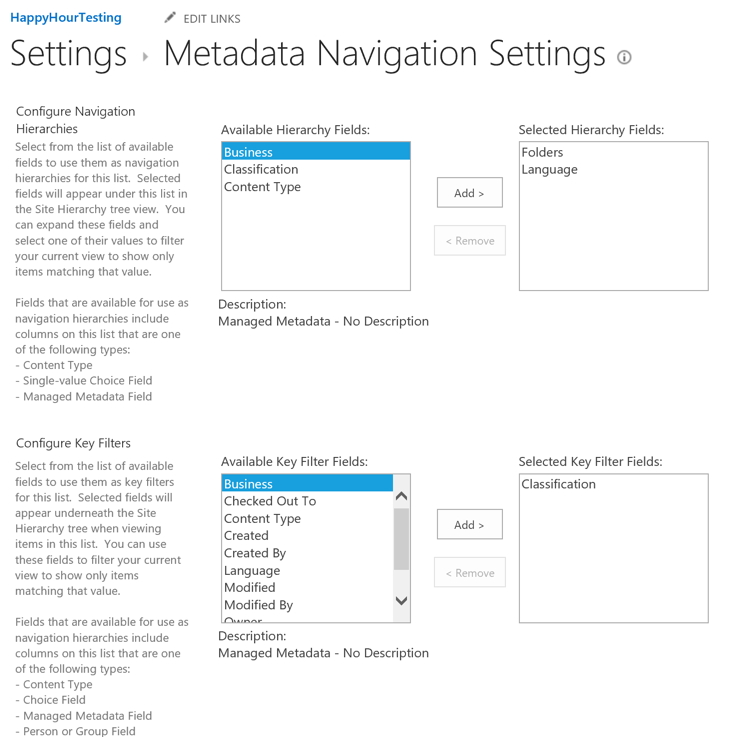 HappyHourTesting EDIT LINKS
Settings Metadata Navigation Settings
Configure Navigation
Hierarchies
Select from the list of available
fields to use them as navigation
hierarchies for this list. Selected
fields will appear under this list in
the Site Hierarchy tree view. You
can expand these fields and
select one of their values to filter
your current view to show only
items matching that value.
Fields that are available for use as
navigation hierarchies include
columns on this list that are one
of the following types:
- Content Type
- Single-value Choice Field
- Managed Metadata Field
Available Hierarchy Fields:
Business
Classification
Content Type
Add >
< Remove
Selected Hierarchy Fields:
Folders
Language
Description:
Managed Metadata - No Description
Configure Key Filters
Select from the list of available
fields to use them as key filters
for this list. Selected fields will
appear underneath the Site
Hierarchy tree when viewing
items in this list. You can use
these fields to filter your current
view to show only items
matching that value.
Fields that are available for use as
navigation hierarchies include
columns on this list that are one
of the following types:
- Content Type
- Choice Field
- Managed Metadata Field
- Person or Group Field
Available Key Filter Fields:
Business
Checked Out To
Content Type
Created
Created By
Language
Modified
Modified By
Owner
Add >
< Remove
Selected Key Filter Fields:
Classification
Description:
Managed Metadata - No Description